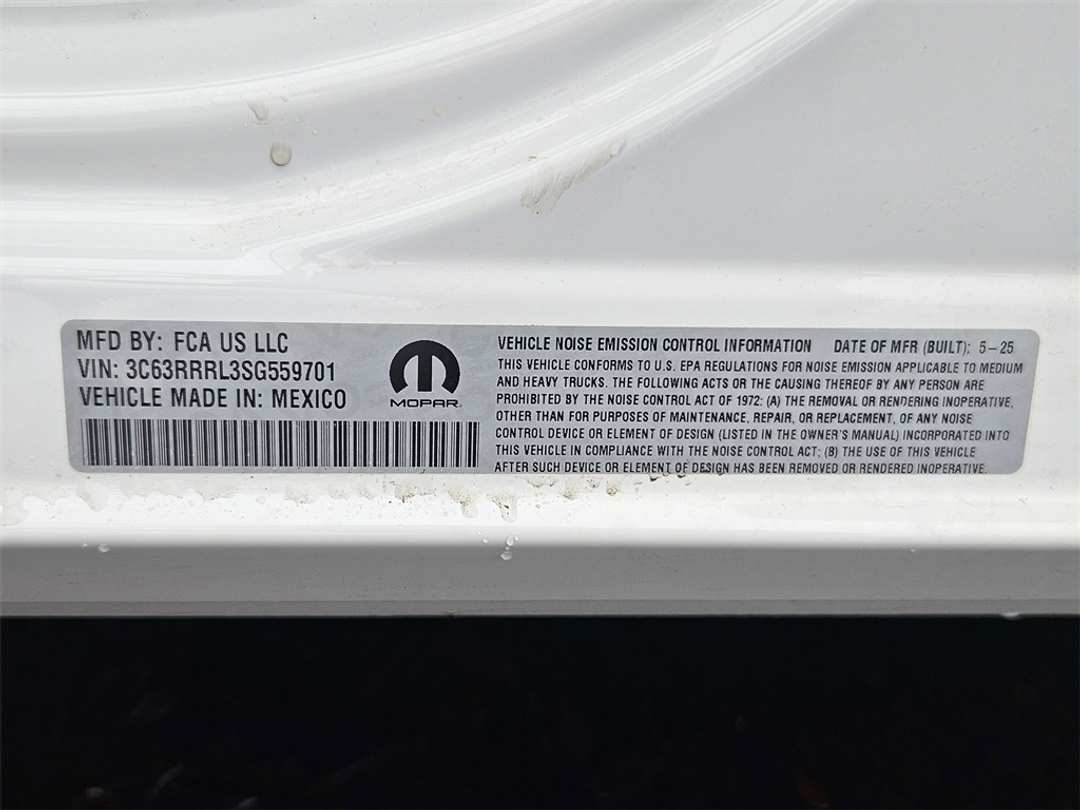 MFD BY: FCA US LLC
VIN: 3C63RRRL3SG559701
VEHICLE MADE IN: MEXICO
MOPAR
VEHICLE NOISE EMISSION CONTROL INFORMATION DATE OF MFR (BUILT): 5-25
THIS VEHICLE CONFORMS TO U.S. EPA REGULATIONS FOR NOISE EMISSION APPLICABLE TO MEDIUM
AND HEAVY TRUCKS. THE FOLLOWING ACTS OR THE CAUSING THEREOF BY ANY PERSON ARE
PROHIBITED BY THE NOISE CONTROL ACT OF 1972: (A) THE REMOVAL OR RENDERING INOPERATIVE,
OTHER THAN FOR PURPOSES OF MAINTENANCE, REPAIR, OR REPLACEMENT, OF ANY NOISE
CONTROL DEVICE OR ELEMENT OF DESIGN (LISTED IN THE OWNER'S MANUAL) INCORPORATED INTO
THIS VEHICLE IN COMPLIANCE WITH THE NOISE CONTROL ACT; (B) THE USE OF THIS VEHICLE
AFTER SUCH DEVICE OR ELEMENT OF DESIGN HAS BEEN REMOVED OR RENDERED INOPERATIVE.